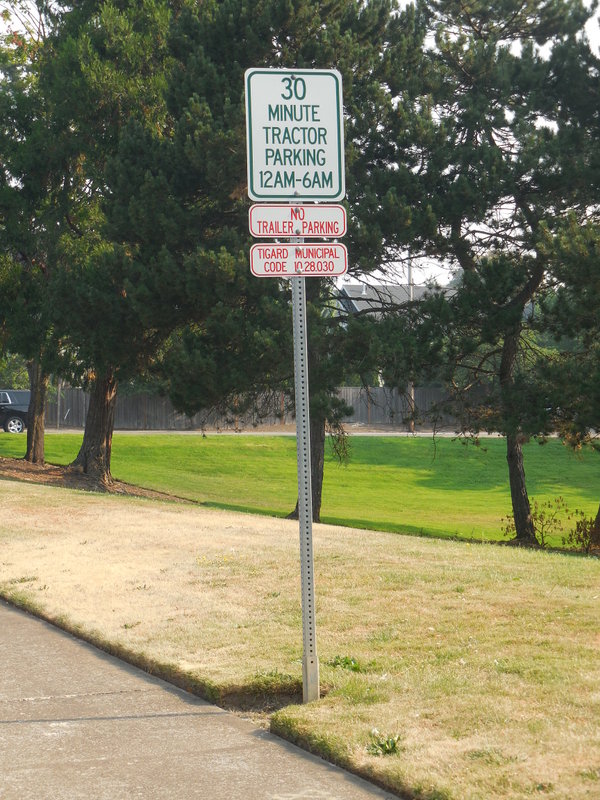 30
MINUTE
TRACTOR
PARKING
12AM-6AM
NO
TRAILER PARKING
TIGARD MUNICIPAL
CODE 10.28.030